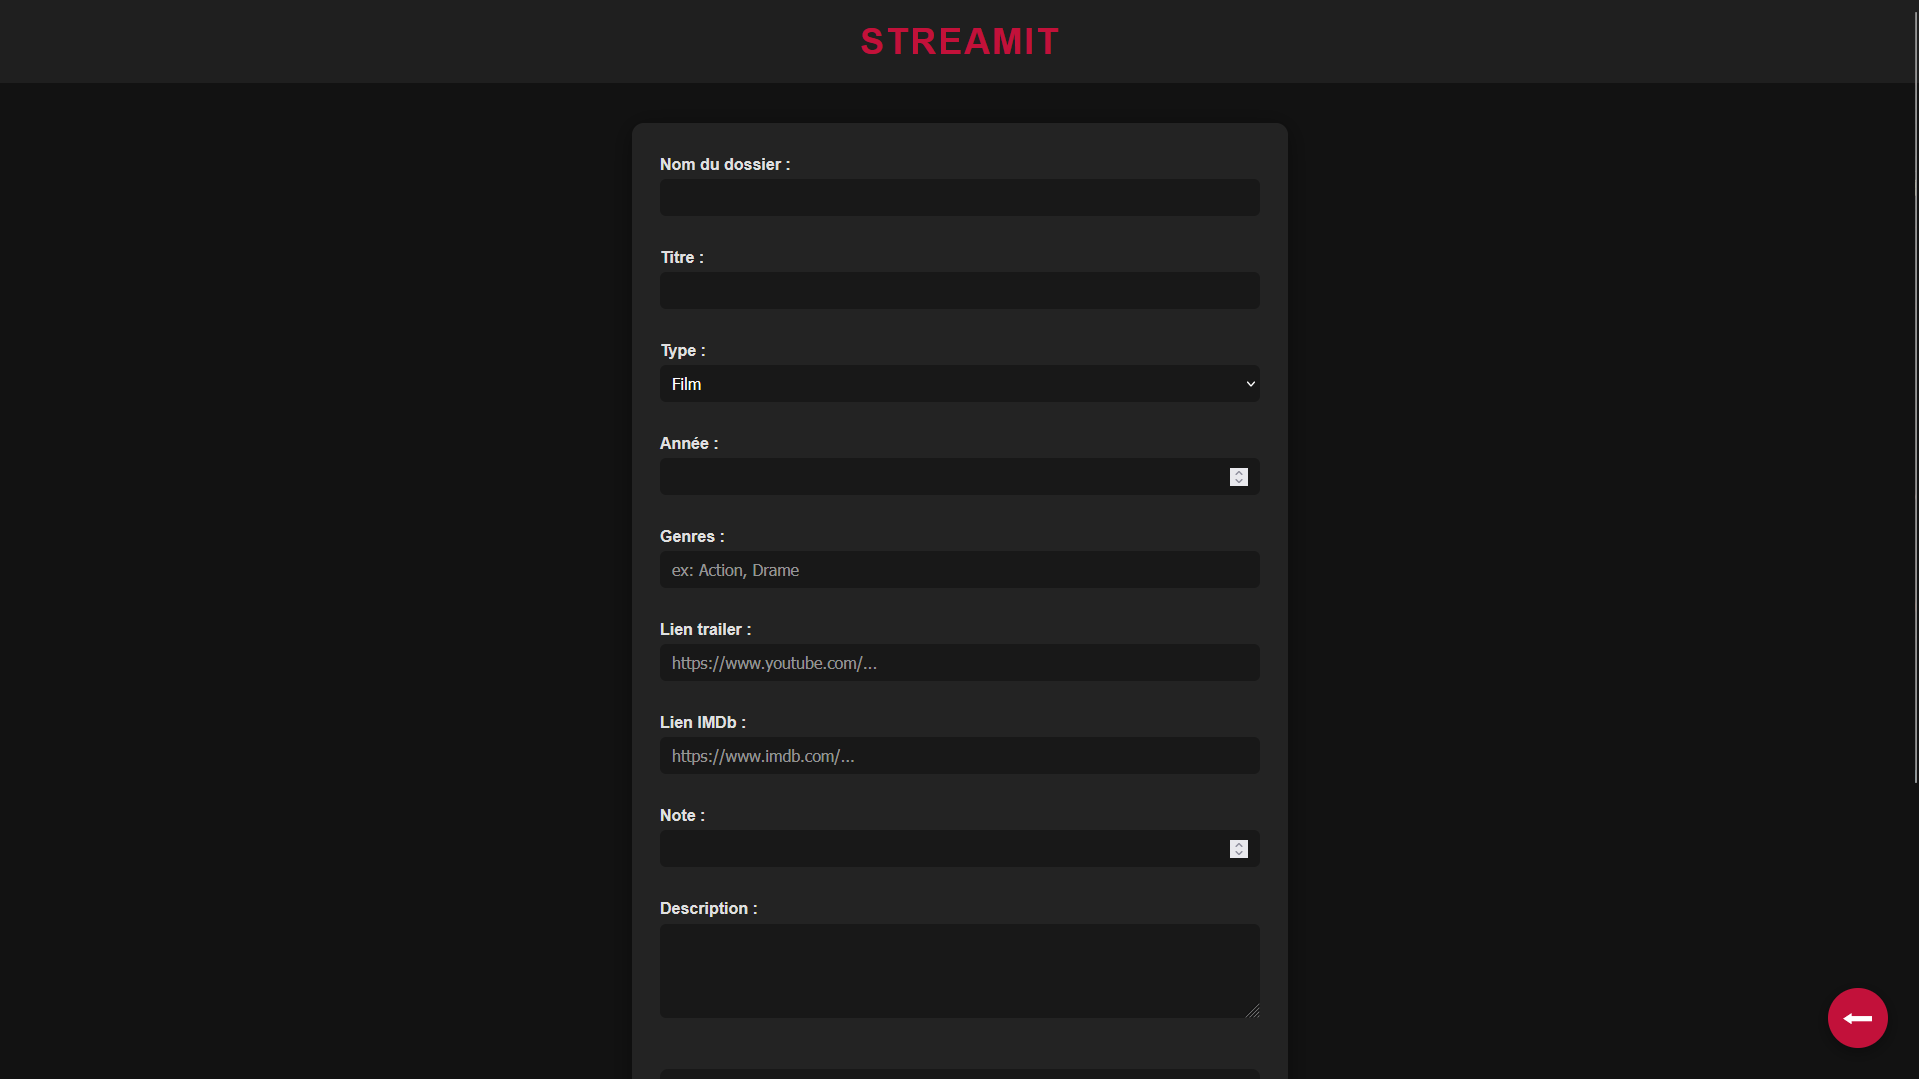 STREAMIT
Nom du dossier :
Titre :
Type :
Film
Année :
Genres :
ex: Action, Drame
Lien trailer :
https://www.youtube.com/...
Lien IMDb :
https://www.imdb.com/...
Note :
Description :